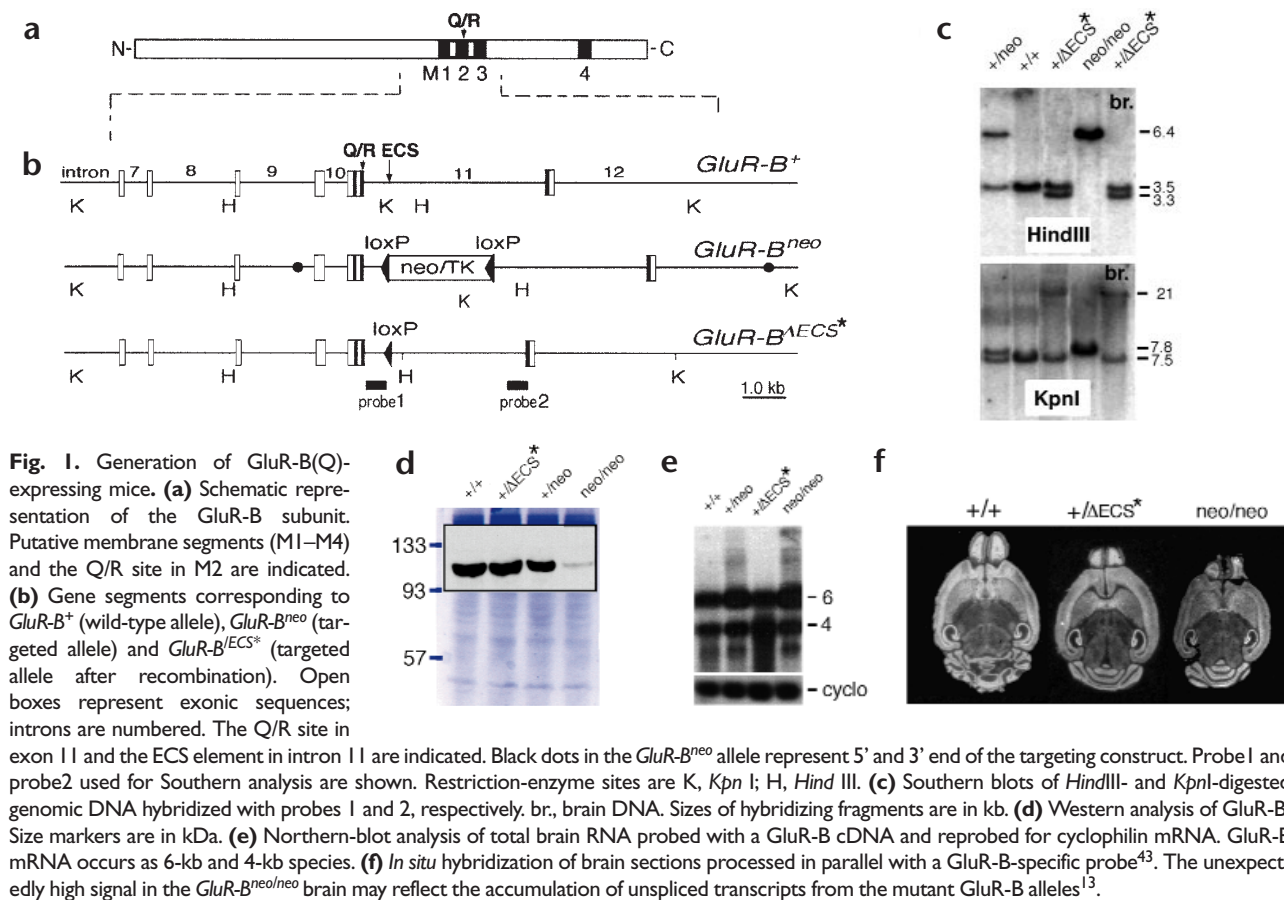 a
Q/R
N-
-C
M1 2 3 4
b
Q/R ECS
intron 7 8 9 10 11 12
GluR-B+
K H K H K
loxP loxP
GluR-Bneo
neo/TK
H K H K
loxP
GluR-BΔECS*
K H H K
probe1 probe2
1.0 kb
c
+/neo +/+ +/ΔECS* neo/neo +/ΔECS*
br.
6.4
3.5
3.3
HindIII
br.
21
7.8
7.5
KpnI
d
+/+ +/ΔECS* +/neo neo/neo
133
93
57
e
+/+ +/neo +/ΔECS* neo/neo
6
4
cyclo
f
+/+ +/ΔECS* neo/neo
Fig. 1. Generation of GluR-B(Q)-
expressing mice. (a) Schematic repre-
sentation of the GluR-B subunit.
Putative membrane segments (M1–M4)
and the Q/R site in M2 are indicated.
(b) Gene segments corresponding to
GluR-B+ (wild-type allele), GluR-Bneo (tar-
geted allele) and GluR-B/ECS* (targeted
allele after recombination). Open
boxes represent exonic sequences;
introns are numbered. The Q/R site in
exon 11 and the ECS element in intron 11 are indicated. Black dots in the GluR-Bneo allele represent 5’ and 3’ end of the targeting construct. Probe1 and
probe2 used for Southern analysis are shown. Restriction-enzyme sites are K, Kpn I; H, Hind III. (c) Southern blots of HindIII- and KpnI-digested
genomic DNA hybridized with probes 1 and 2, respectively. br., brain DNA. Sizes of hybridizing fragments are in kb. (d) Western analysis of GluR-B.
Size markers are in kDa. (e) Northern-blot analysis of total brain RNA probed with a GluR-B cDNA and reprobed for cyclophilin mRNA. GluR-B
mRNA occurs as 6-kb and 4-kb species. (f) In situ hybridization of brain sections processed in parallel with a GluR-B-specific probe43. The unexpect-
edly high signal in the GluR-Bneo/neo brain may reflect the accumulation of unspliced transcripts from the mutant GluR-B alleles13.